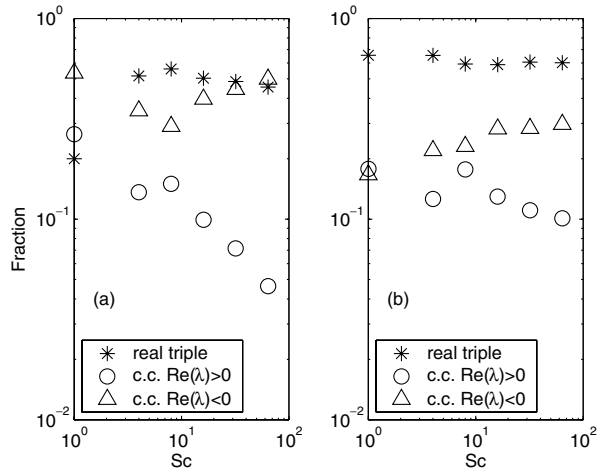 10^0
10^-1
10^-2
Fraction
(a)
real triple
c.c. Re(λ)>0
c.c. Re(λ)<0
10^0
10^1
10^2
Sc
10^0
10^-1
10^-2
(b)
real triple
c.c. Re(λ)>0
c.c. Re(λ)<0
10^0
10^1
10^2
Sc